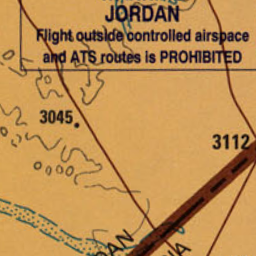 JORDAN
Flight outside controlled airspace
and ATS routes is PROHIBITED
3045
3112